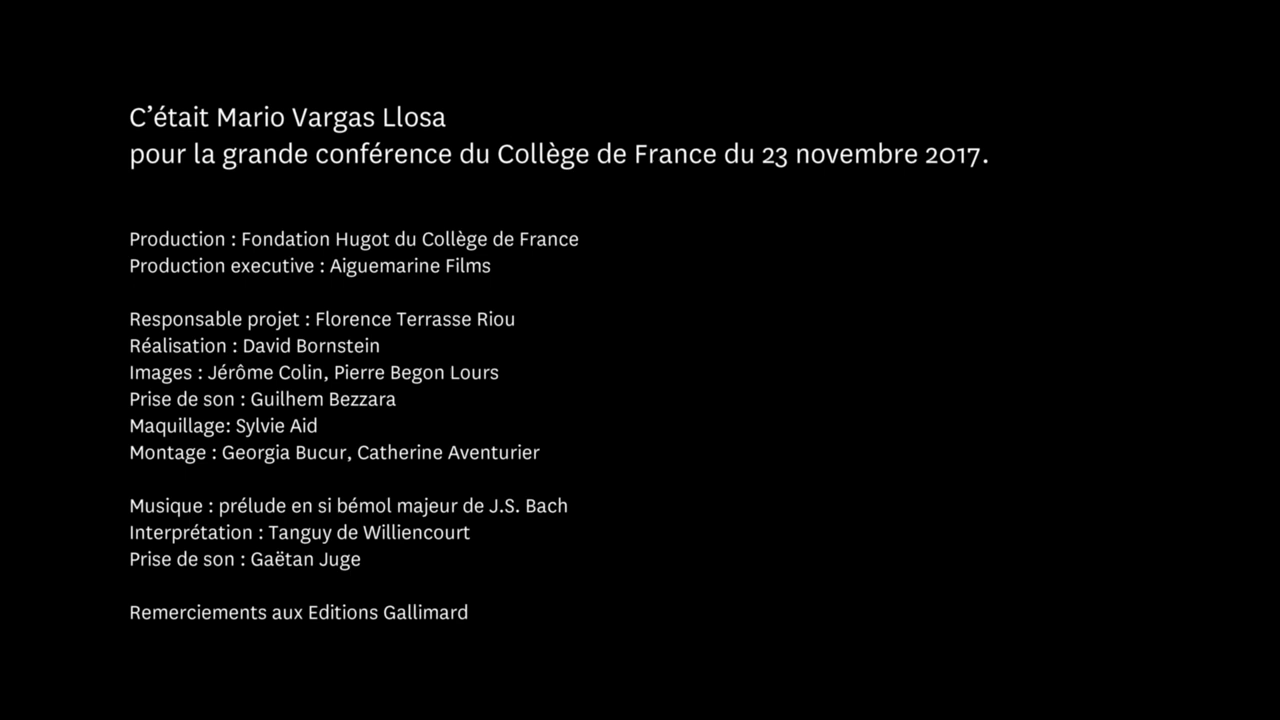 C’était Mario Vargas Llosa
pour la grande conférence du Collège de France du 23 novembre 2017.
Production : Fondation Hugot du Collège de France
Production executive : Aiguemarine Films
Responsable projet : Florence Terrasse Riou
Réalisation : David Bornstein
Images : Jérôme Colin, Pierre Begon Lours
Prise de son : Guilhem Bezzara
Maquillage: Sylvie Aid
Montage : Georgia Bucur, Catherine Aventurier
Musique : prélude en si bémol majeur de J.S. Bach
Interprétation : Tanguy de Williencourt
Prise de son : Gaëtan Juge
Remerciements aux Editions Gallimard